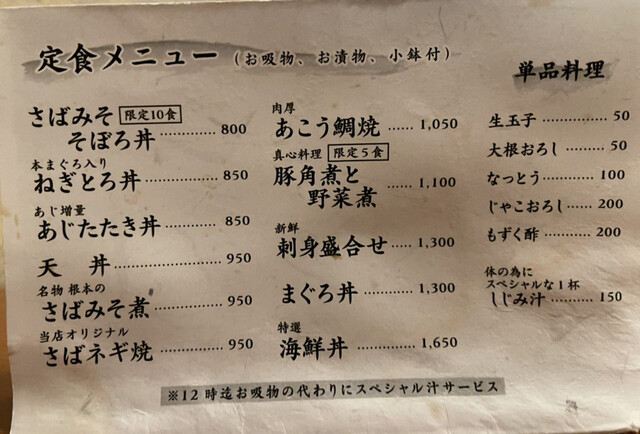 定食メニュー (お吸物、お漬物、小鉢付)
さばみそ 限定10食
そぼろ丼 ………… 800
本まぐろ入り
ねぎとろ丼 ………… 850
あじ増量
あじたたき丼 ……… 850
天 丼 ……………… 950
名物 根本の
さばみそ煮 ………… 950
当店オリジナル
さばネギ焼 ………… 950
肉厚
あこう鯛焼 …… 1,050
真心料理 限定5食
豚角煮と
野菜煮 …… 1,100
新鮮
刺身盛合せ …… 1,300
まぐろ丼 ………… 1,300
特選
海鮮丼 ………… 1,650
単品料理
生玉子 ……………… 50
大根おろし ………… 50
なっとう ………… 100
じゃこおろし …… 200
もずく酢 ………… 200
体の為に
スペシャルな1杯
しじみ汁 ………… 150
※12時迄お吸物の代わりにスペシャル汁サービス